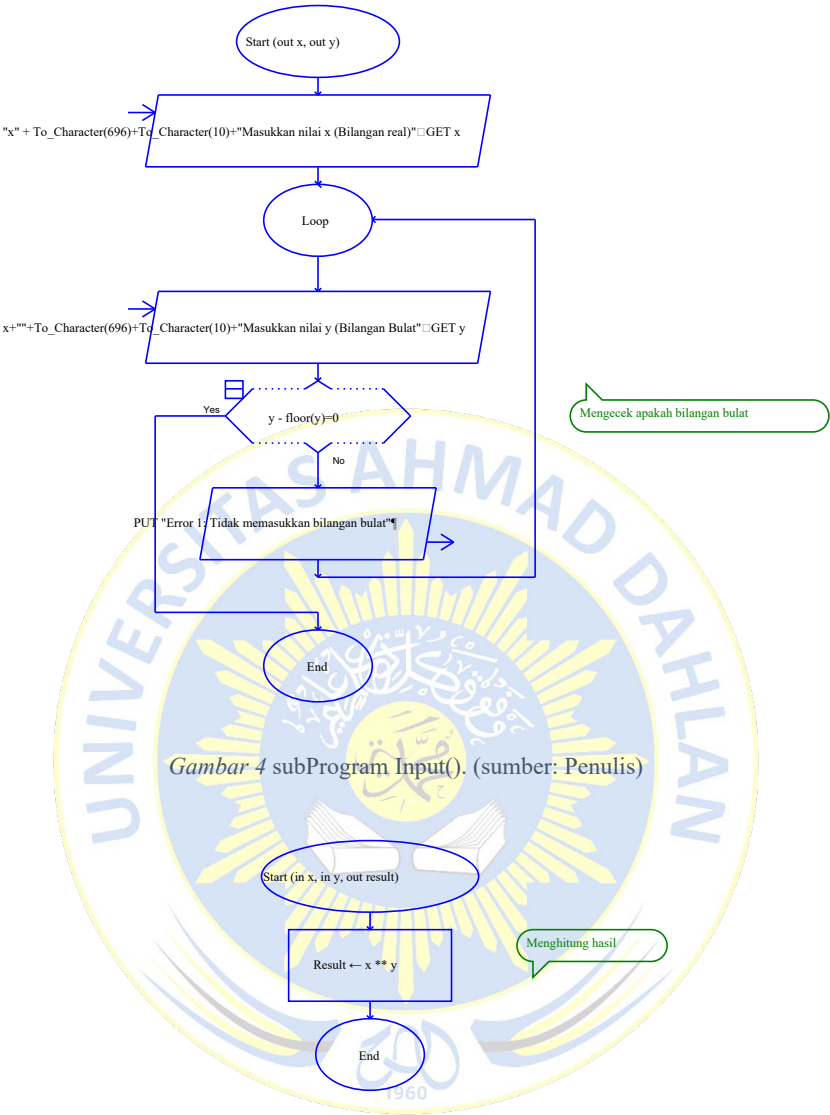 Start (out x, out y)
"x" + To_Character(696)+To_Character(10)+"Masukkan nilai x (Bilangan real)"□GET x
Loop
x+""+To_Character(696)+To_Character(10)+"Masukkan nilai y (Bilangan Bulat"□GET y
Yes
y - floor(y)=0
Mengecek apakah bilangan bulat
No
PUT "Error 1: Tidak memasukkan bilangan bulat"¶
End
Gambar 4 subProgram Input(). (sumber: Penulis)
Start (in x, in y, out result)
Menghitung hasil
Result ← x ** y
End
UNIVERSITAS AHMAD DAHLAN
1960